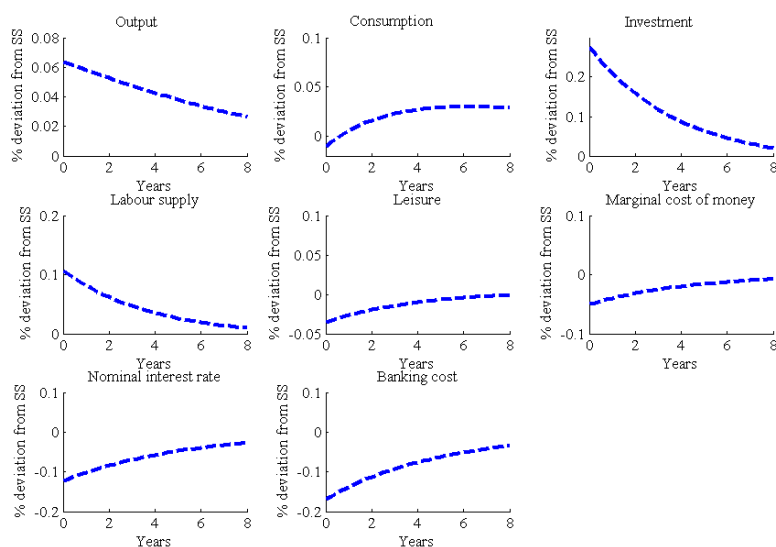 Output
Consumption
Investment
% deviation from SS
0.08
0.06
0.04
0.02
0
0 2 4 6 8
Years
% deviation from SS
0.1
0.05
0
0 2 4 6 8
Years
% deviation from SS
0.2
0.1
0
0 2 4 6 8
Years
Labour supply
Leisure
Marginal cost of money
% deviation from SS
0.2
0.1
0
0 2 4 6 8
Years
% deviation from SS
0.1
0.05
0
-0.05
0 2 4 6 8
Years
% deviation from SS
0.1
0
-0.1
0 2 4 6 8
Years
Nominal interest rate
Banking cost
% deviation from SS
0.1
0
-0.1
-0.2
0 2 4 6 8
Years
% deviation from SS
0.1
0
-0.1
-0.2
0 2 4 6 8
Years